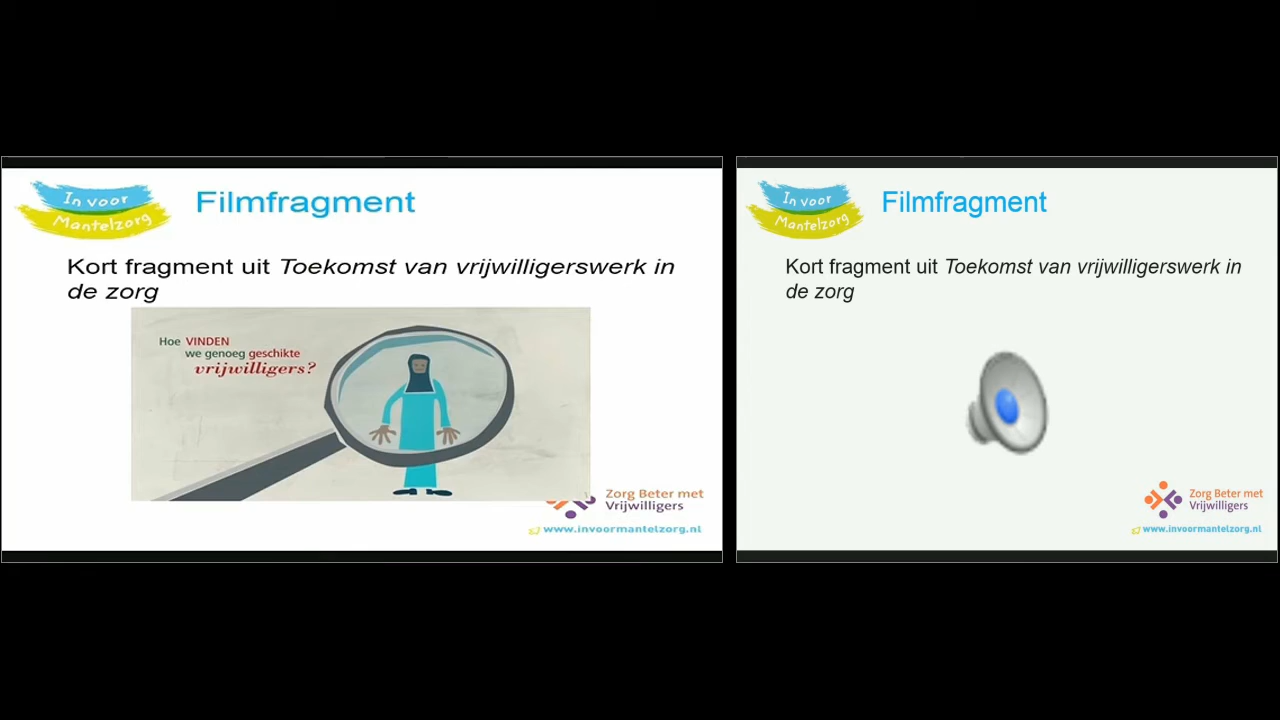 In voor
Mantelzorg
Filmfragment
Kort fragment uit Toekomst van vrijwilligerswerk in
de zorg
Hoe VINDEN
we genoeg geschikte
vrijwilligers?
Zorg Beter met
Vrijwilligers
www.invoormantelzorg.nl
In voor
Mantelzorg
Filmfragment
Kort fragment uit Toekomst van vrijwilligerswerk in
de zorg
Zorg Beter met
Vrijwilligers
www.invoormantelzorg.nl